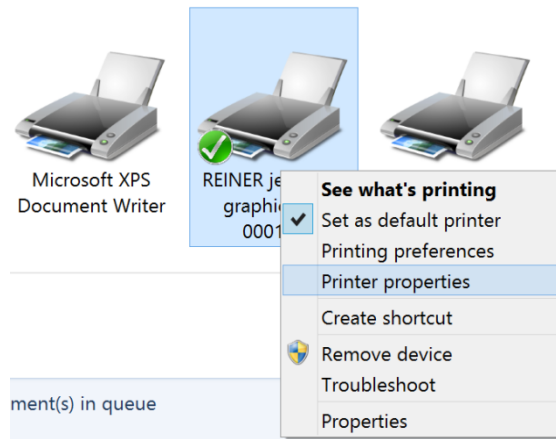 Microsoft XPS
Document Writer
REINER je
graphi
0001
See what's printing
Set as default printer
Printing preferences
Printer properties
Create shortcut
Remove device
Troubleshoot
Properties
ment(s) in queue